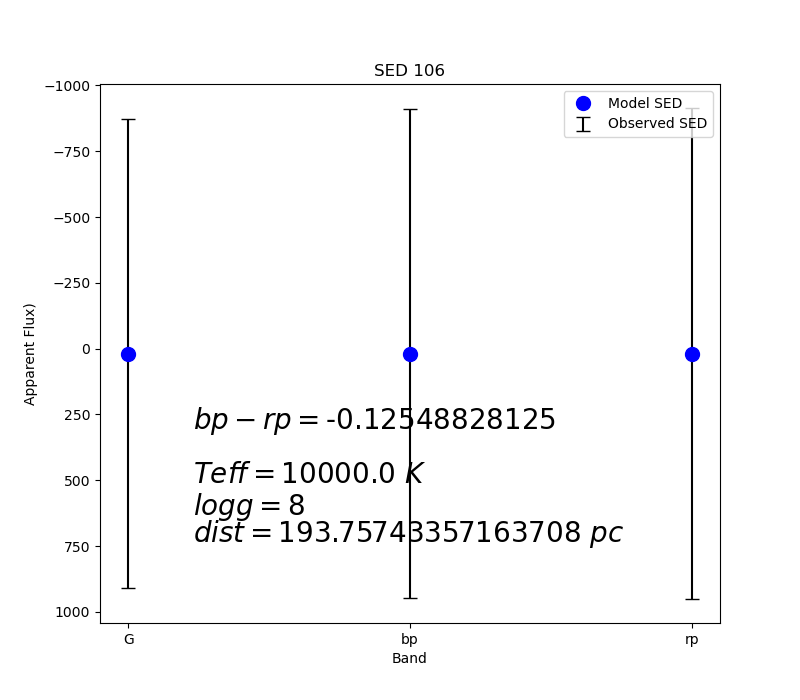 SED 106
Model SED
Observed SED
−1000
−750
−500
−250
0
250
500
750
1000
Apparent Flux)
bp − rp = -0.12548828125
Teff = 10000.0 K
logg = 8
dist = 193.75743357163708 pc
G bp rp
Band